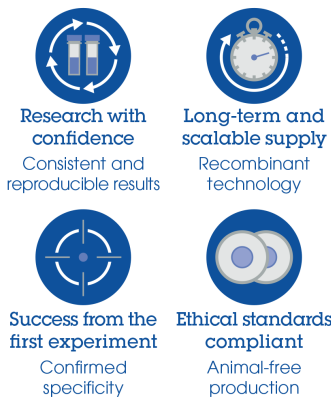 Research with
confidence
Consistent and
reproducible results
Long-term and
scalable supply
Recombinant
technology
Success from the
first experiment
Confirmed
specificity
Ethical standards
compliant
Animal-free
production